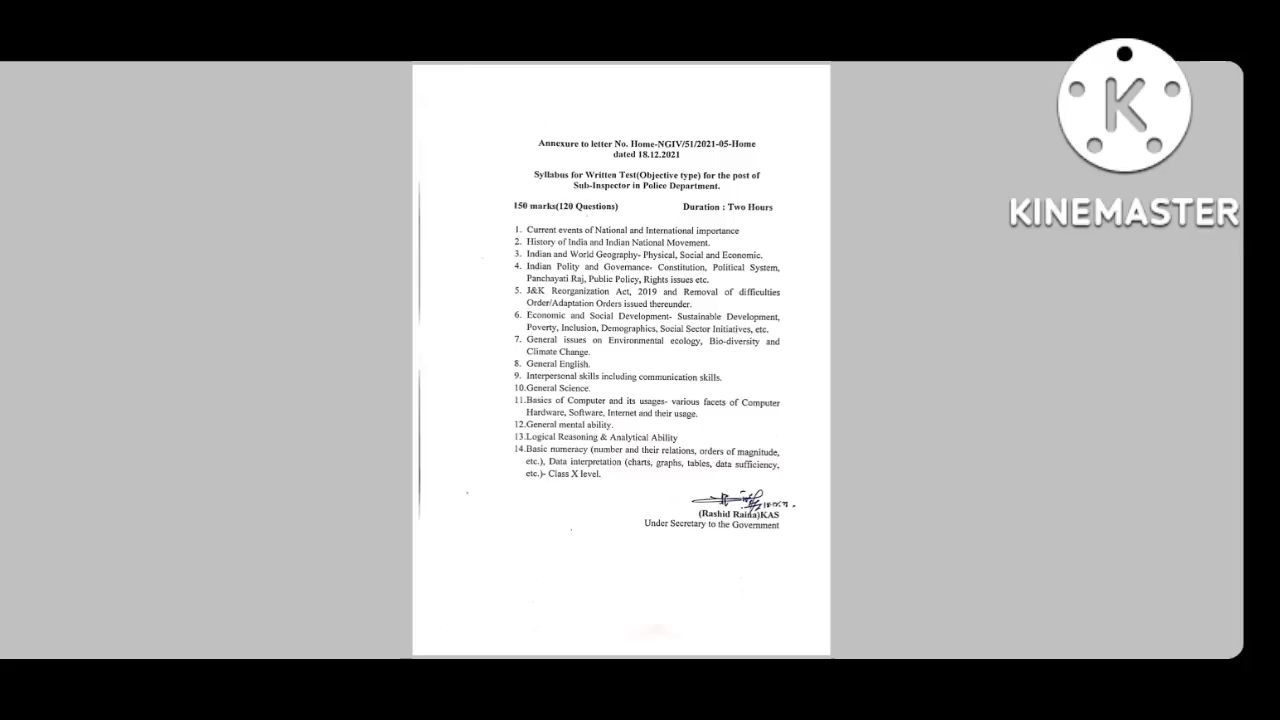 Annexure to letter No. Home-NGIV/51/2021-05-Home
dated 18.12.2021
Syllabus for Written Test(Objective type) for the post of
Sub-Inspector in Police Department.
150 marks(120 Questions) Duration : Two Hours
1. Current events of National and International importance
2. History of India and Indian National Movement.
3. Indian and World Geography- Physical, Social and Economic.
4. Indian Polity and Governance- Constitution, Political System,
Panchayati Raj, Public Policy, Rights issues etc.
5. J&K Reorganization Act, 2019 and Removal of difficulties
Order/Adaptation Orders issued thereunder.
6. Economic and Social Development- Sustainable Development,
Poverty, Inclusion, Demographics, Social Sector Initiatives, etc.
7. General issues on Environmental ecology, Bio-diversity and
Climate Change.
8. General English.
9. Interpersonal skills including communication skills.
10.General Science.
11.Basics of Computer and its usages- various facets of Computer
Hardware, Software, Internet and their usage.
12.General mental ability.
13.Logical Reasoning & Analytical Ability
14.Basic numeracy (number and their relations, orders of magnitude,
etc.), Data interpretation (charts, graphs, tables, data sufficiency,
etc.)- Class X level.
(Rashid Raina)KAS
Under Secretary to the Government
K
KINEMASTER